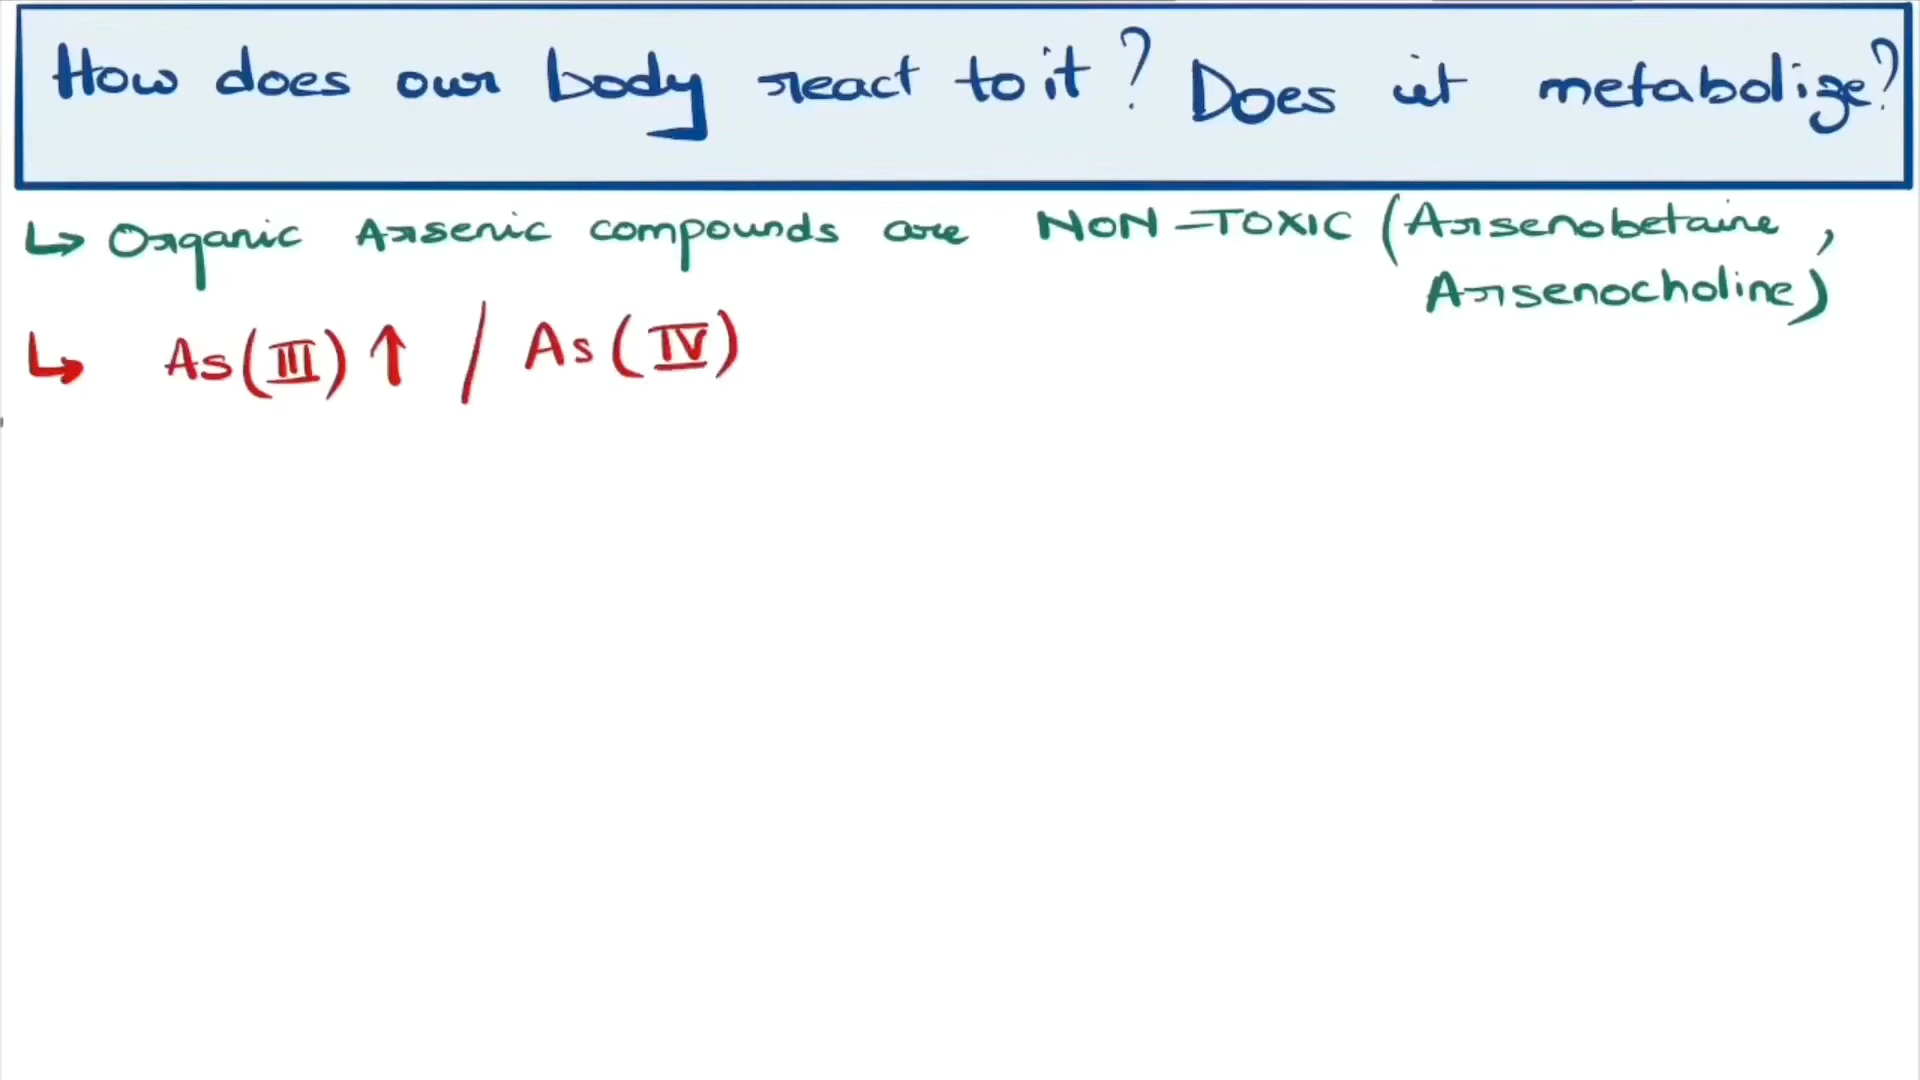 How does our body react to it? Does it metabolize?
↳ Organic Arsenic compounds are NON-TOXIC (Arsenobetaine,
Arsenocholine)
↳ As(III)↑ / As(IV)